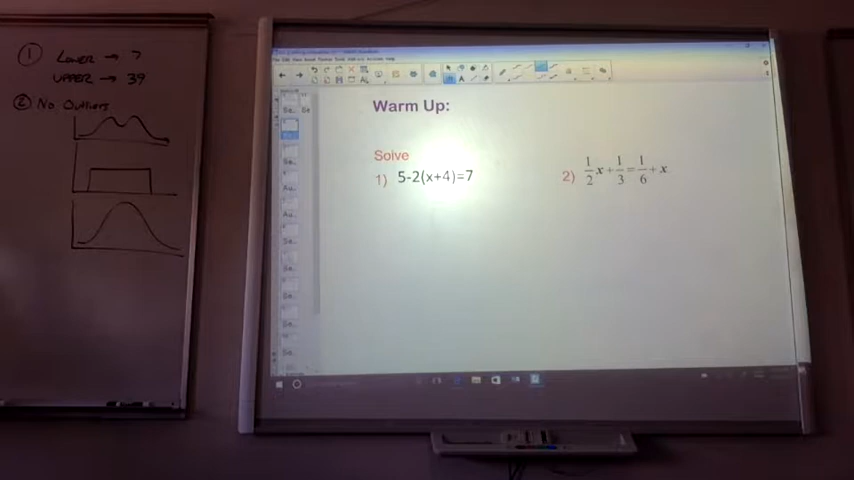 ① LOWER → 7
UPPER → 39
② No Outliers
Warm Up:
Solve
1) 5-2(x+4)=7
2) 1/2 x + 1/3 = 1/6 + x